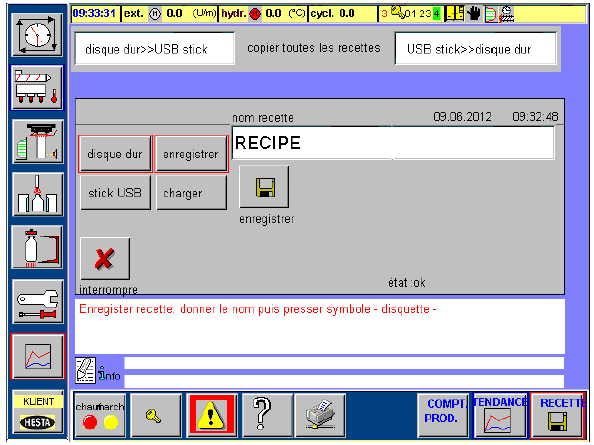 09:33:31 ext. H 0.0 (U/m) hydr. 0.0 (°C) cycl. 0.0 3 01 23 4
disque dur>>USB stick copier toutes les recettes USB stick>>disque dur
nom recette 09.06.2012 09:32:48
RECIPE
disque dur enregistrer
stick USB charger
enregistrer
interrompre
état :ok
Enregister recette: donner le nom puis presser symbole - disquette -
info
KLIENT
HESTA
chauf march
COMPT. PROD.
TENDANCE
RECETTE